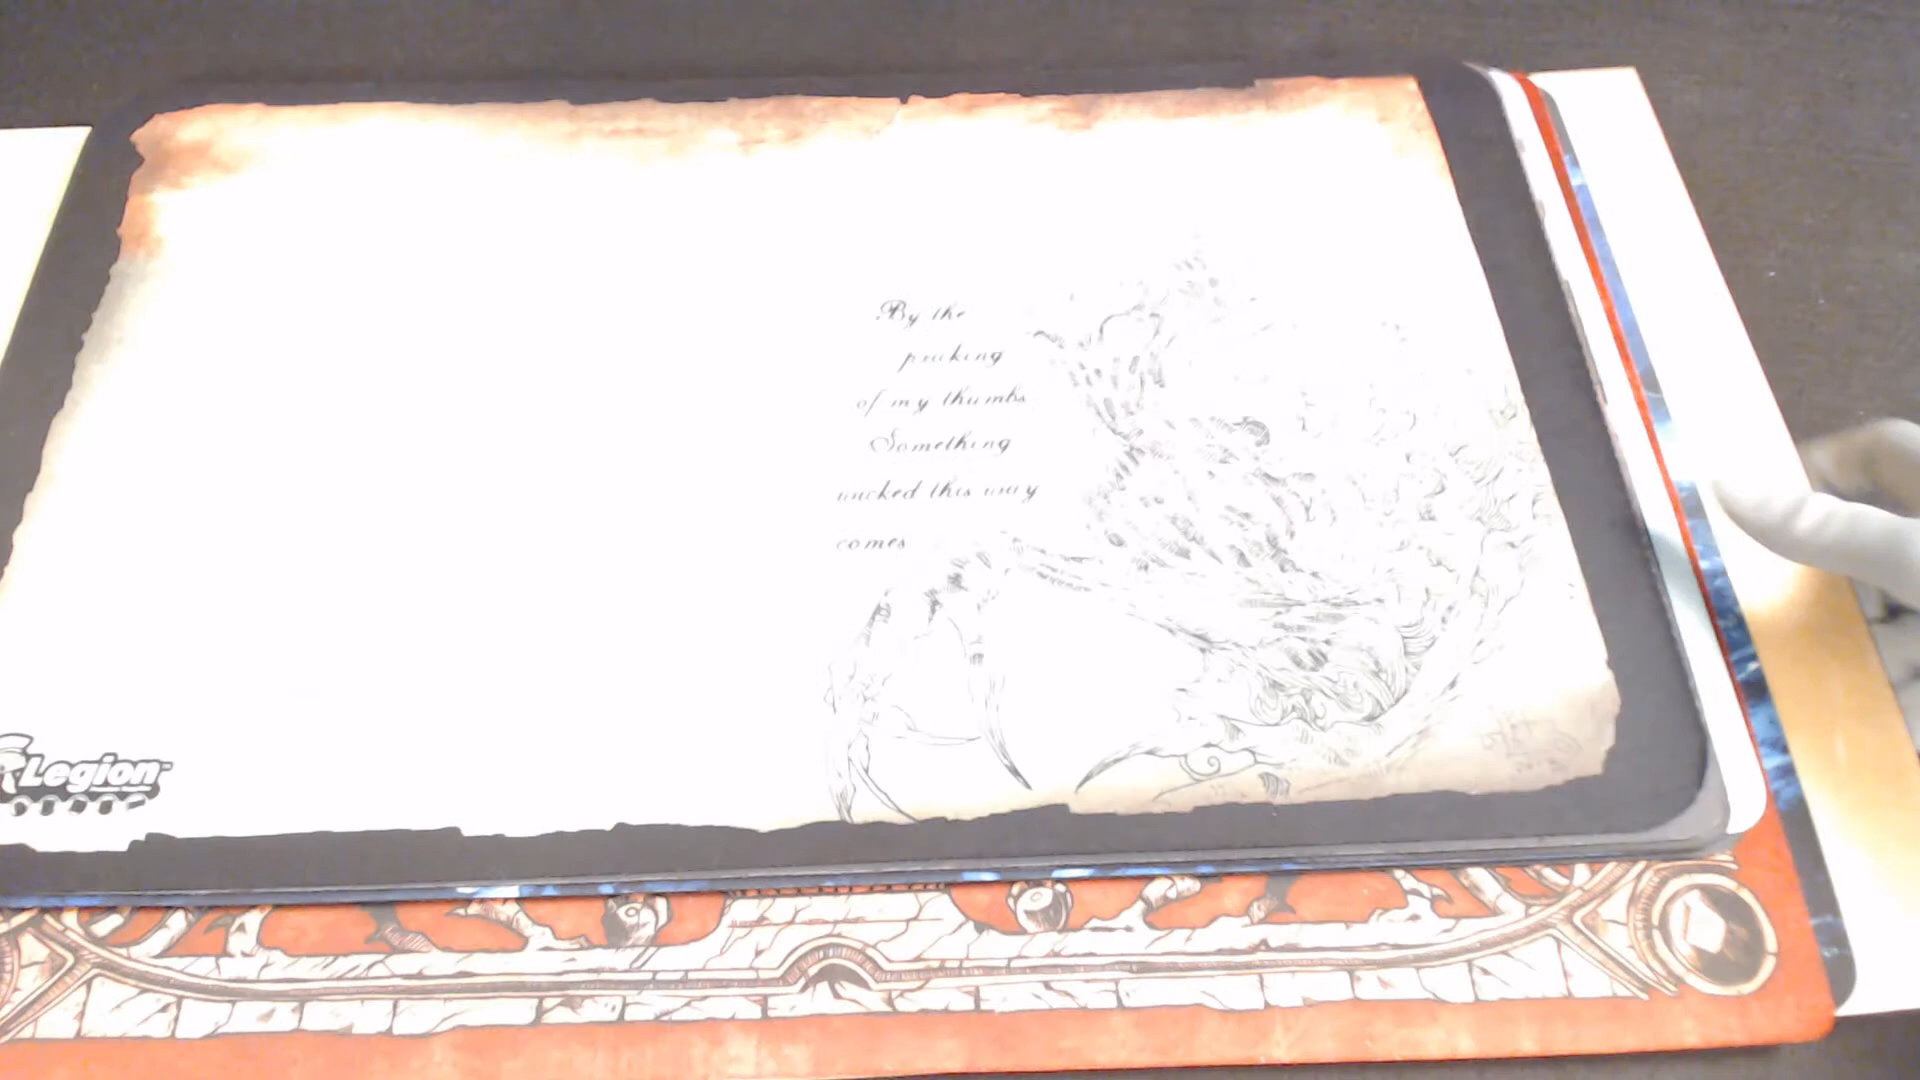 By the
pricking
of my thumbs
Something
wicked this way
comes
Legion